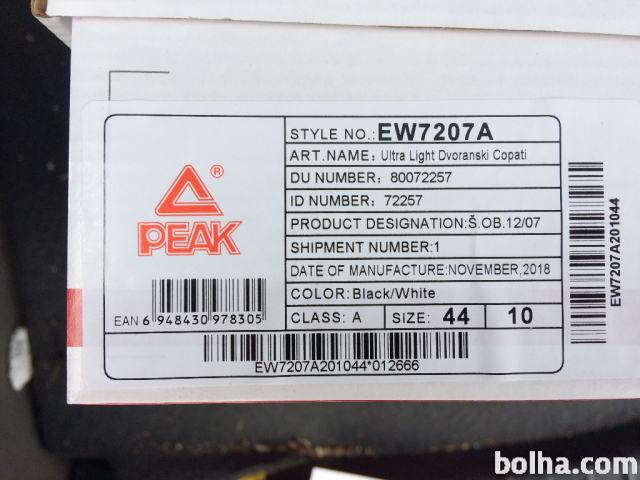 STYLE NO.:EW7207A
ART.NAME: Ultra Light Dvoranski Copati
DU NUMBER: 80072257
ID NUMBER: 72257
PRODUCT DESIGNATION:Š.OB.12/07
SHIPMENT NUMBER:1
DATE OF MANUFACTURE:NOVEMBER,2018
COLOR:Black/White
CLASS: A SIZE: 44 10
®
PEAK
EAN 6 948430 978305
EW7207A201044*012666
EW7207A201044
bolha.com